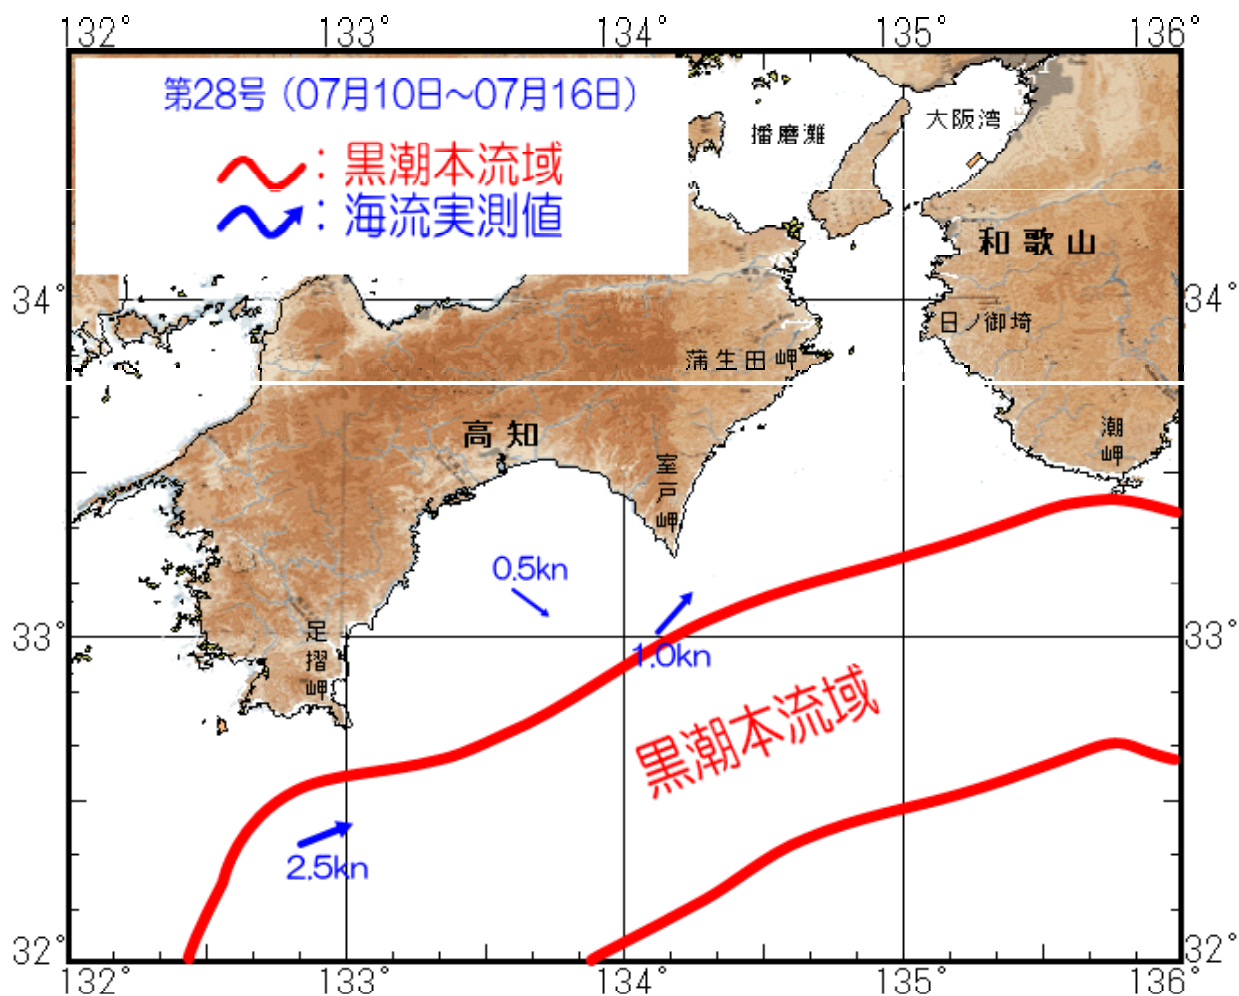 132° 133° 134° 135° 136°
第28号（07月10日～07月16日）
：黒潮本流域
：海流実測値
播磨灘
大阪湾
和歌山
34° 34°
日ノ御埼
蒲生田岬
高知
潮岬
室戸岬
0.5kn
足摺岬
33° 33°
1.0kn
黒潮本流域
2.5kn
32° 32°
132° 133° 134° 135° 136°